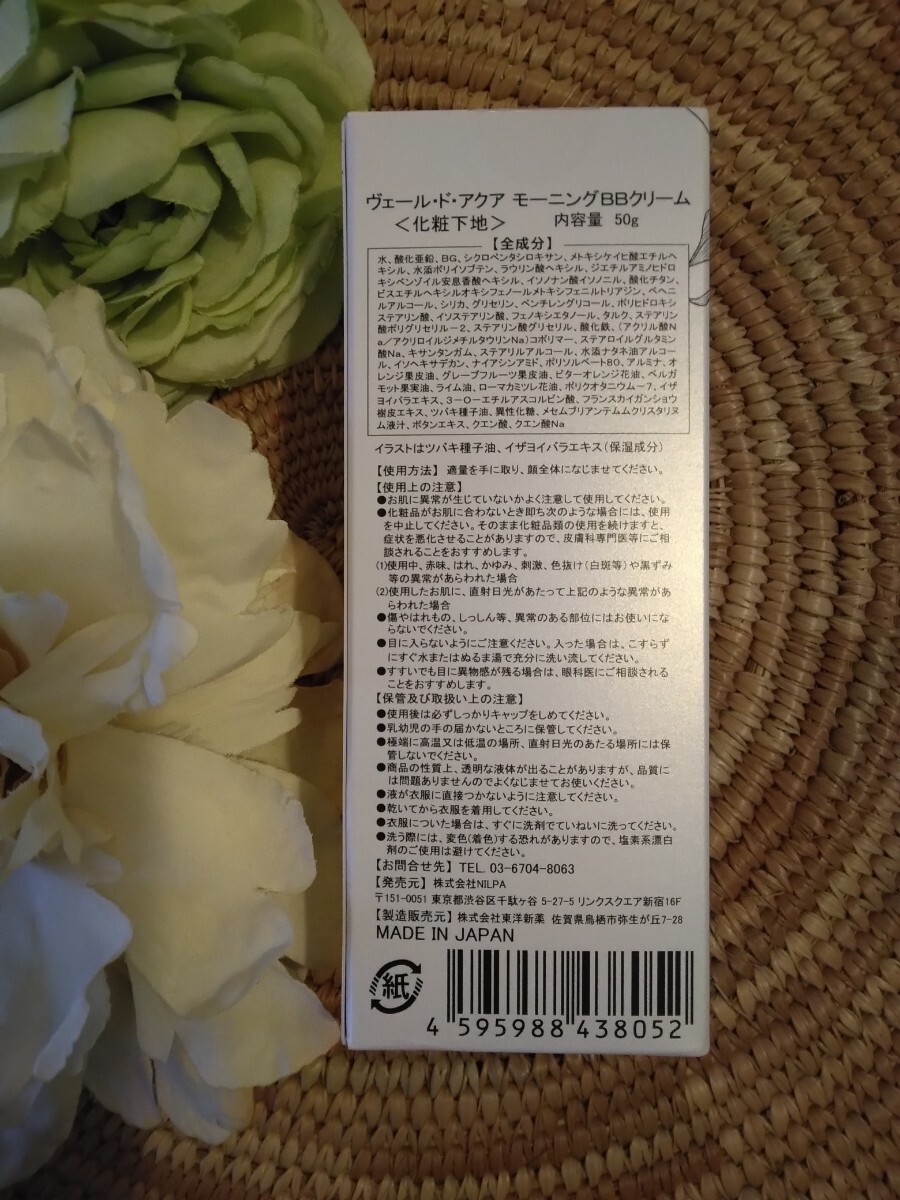 ヴェール・ド・アクア モーニングBBクリーム
＜化粧下地＞ 内容量 50g
【全成分】
水、酸化亜鉛、BG、シクロペンタシロキサン、メトキシケイヒ酸エチルヘ
キシル、水添ポリイソブテン、ラウリン酸ヘキシル、ジエチルアミノヒドロ
キシベンゾイル安息香酸ヘキシル、イソノナン酸イソノニル、酸化チタン、
ビスエチルヘキシルオキシフェノールメトキシフェニルトリアジン、ベヘニ
ルアルコール、シリカ、グリセリン、ペンチレングリコール、ポリヒドロキシ
ステアリン酸、イソステアリン酸、フェノキシエタノール、タルク、ステアリン
酸ポリグリセリル－2、ステアリン酸グリセリル、酸化鉄、（アクリル酸N
a／アクリロイルジメチルタウリンNa）コポリマー、ステアロイルグルタミン
酸Na、キサンタンガム、ステアリルアルコール、水添ナタネ油アルコー
ル、イソヘキサデカン、ナイアシンアミド、ポリソルベート80、アルミナ、オ
レンジ果皮油、グレープフルーツ果皮油、ビターオレンジ花油、ベルガ
モット果実油、ライム油、ローマカミツレ花油、ポリクオタニウム－7、イザ
ヨイバラエキス、3－O－エチルアスコルビン酸、フランスカイガンショウ
樹皮エキス、ツバキ種子油、異性化糖、メセムブリアンテムムクリスタリヌ
ム液汁、ボタンエキス、クエン酸、クエン酸Na
イラストはツバキ種子油、イザヨイバラエキス（保湿成分）
【使用方法】 適量を手に取り、顔全体になじませてください。
【使用上の注意】
●お肌に異常が生じていないかよく注意して使用してください。
●化粧品がお肌に合わないとき即ち次のような場合には、使用
を中止してください。そのまま化粧品類の使用を続けますと、
症状を悪化させることがありますので、皮膚科専門医等にご相
談されることをおすすめします。
(1)使用中、赤味、はれ、かゆみ、刺激、色抜け（白斑等）や黒ずみ
等の異常があらわれた場合
(2)使用したお肌に、直射日光があたって上記のような異常があ
らわれた場合
●傷やはれもの、しっしん等、異常のある部位にはお使いにな
らないでください。
●目に入らないようにご注意ください。入った場合は、こすらず
にすぐ水またはぬるま湯で充分に洗い流してください。
●すすいでも目に異物感が残る場合は、眼科医にご相談される
ことをおすすめします。
【保管及び取扱い上の注意】
●使用後は必ずしっかりキャップをしめてください。
●乳幼児の手の届かないところに保管してください。
●極端に高温又は低温の場所、直射日光のあたる場所には保
管しないでください。
●商品の性質上、透明な液体が出ることがありますが、品質に
は問題ありませんのでよくなじませてお使いください。
●液が衣服に直接つかないように注意してください。
●乾いてから衣服を着用してください。
●衣服についた場合は、すぐに洗剤でていねいに洗ってください。
●洗う際には、変色（着色）する恐れがありますので、塩素系漂白
剤のご使用は避けてください。
【お問合せ先】 TEL 03-6704-8063
【発売元】 株式会社NILPA
〒151-0051 東京都渋谷区千駄ヶ谷 5-27-5 リンクスクエア新宿16F
【製造販売元】 株式会社東洋新薬 佐賀県鳥栖市弥生が丘7-28
MADE IN JAPAN
紙
4 595988 438052